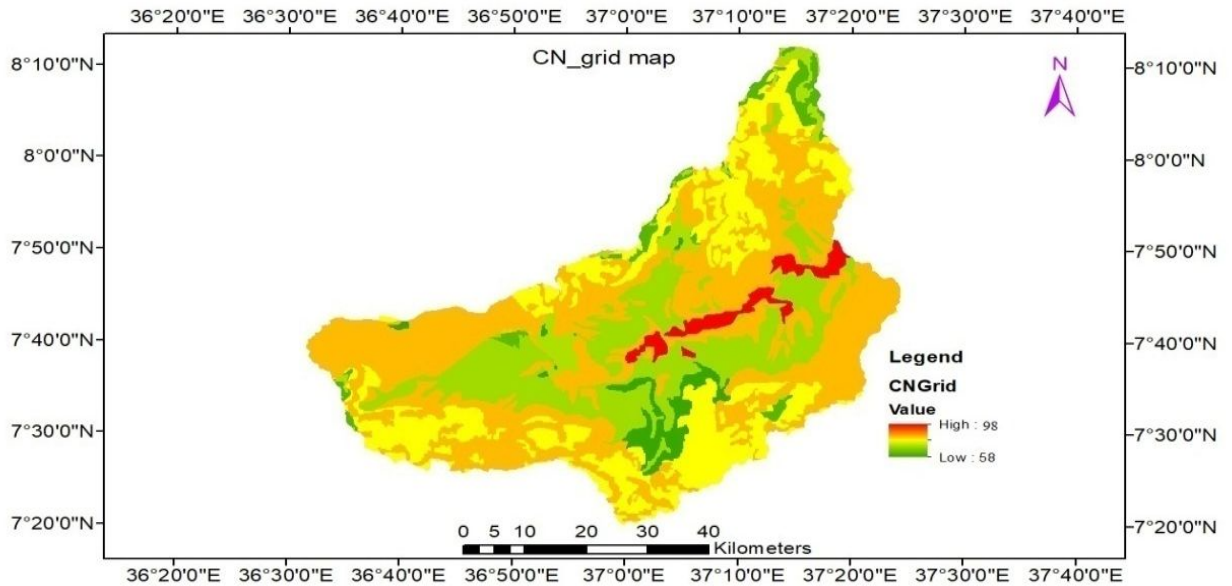 36°20'0"E 36°30'0"E 36°40'0"E 36°50'0"E 37°0'0"E 37°10'0"E 37°20'0"E 37°30'0"E 37°40'0"E
CN_grid map
N
8°10'0"N 8°10'0"N
8°0'0"N 8°0'0"N
7°50'0"N 7°50'0"N
7°40'0"N 7°40'0"N
Legend
CNGrid
Value
High : 98
Low : 58
7°30'0"N 7°30'0"N
7°20'0"N 7°20'0"N
0 5 10 20 30 40
Kilometers
36°20'0"E 36°30'0"E 36°40'0"E 36°50'0"E 37°0'0"E 37°10'0"E 37°20'0"E 37°30'0"E 37°40'0"E